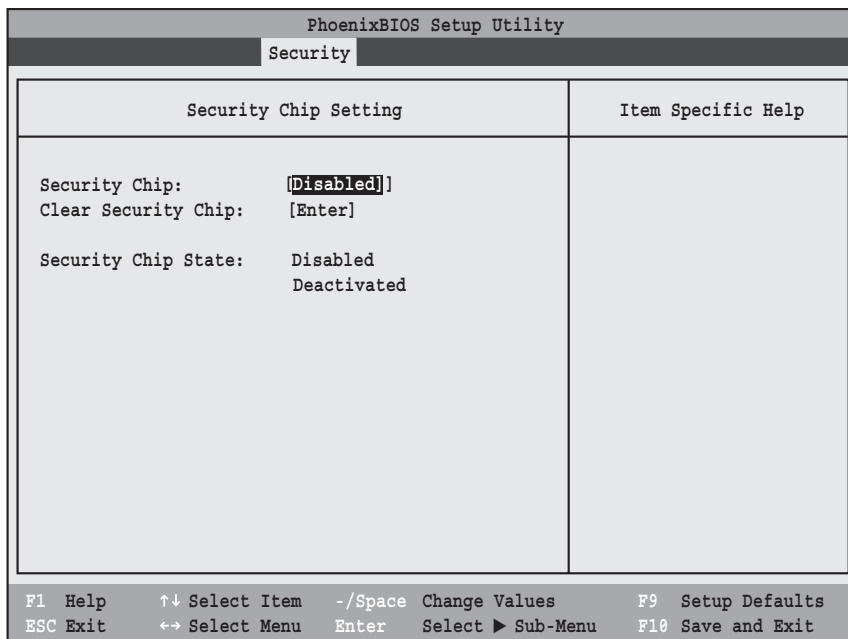 PhoenixBIOS Setup Utility
Security
Security Chip Setting
Item Specific Help
Security Chip: [Disabled]]
Clear Security Chip: [Enter]
Security Chip State: Disabled
Deactivated
F1 Help ↑↓ Select Item -/Space Change Values F9 Setup Defaults
ESC Exit ←→ Select Menu Enter Select ▶ Sub-Menu F10 Save and Exit